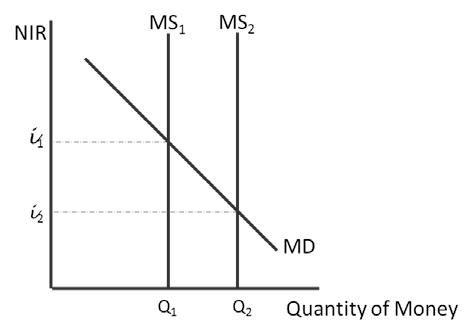 NIR
MS₁
MS₂
i₁
i₂
MD
Q₁
Q₂
Quantity of Money